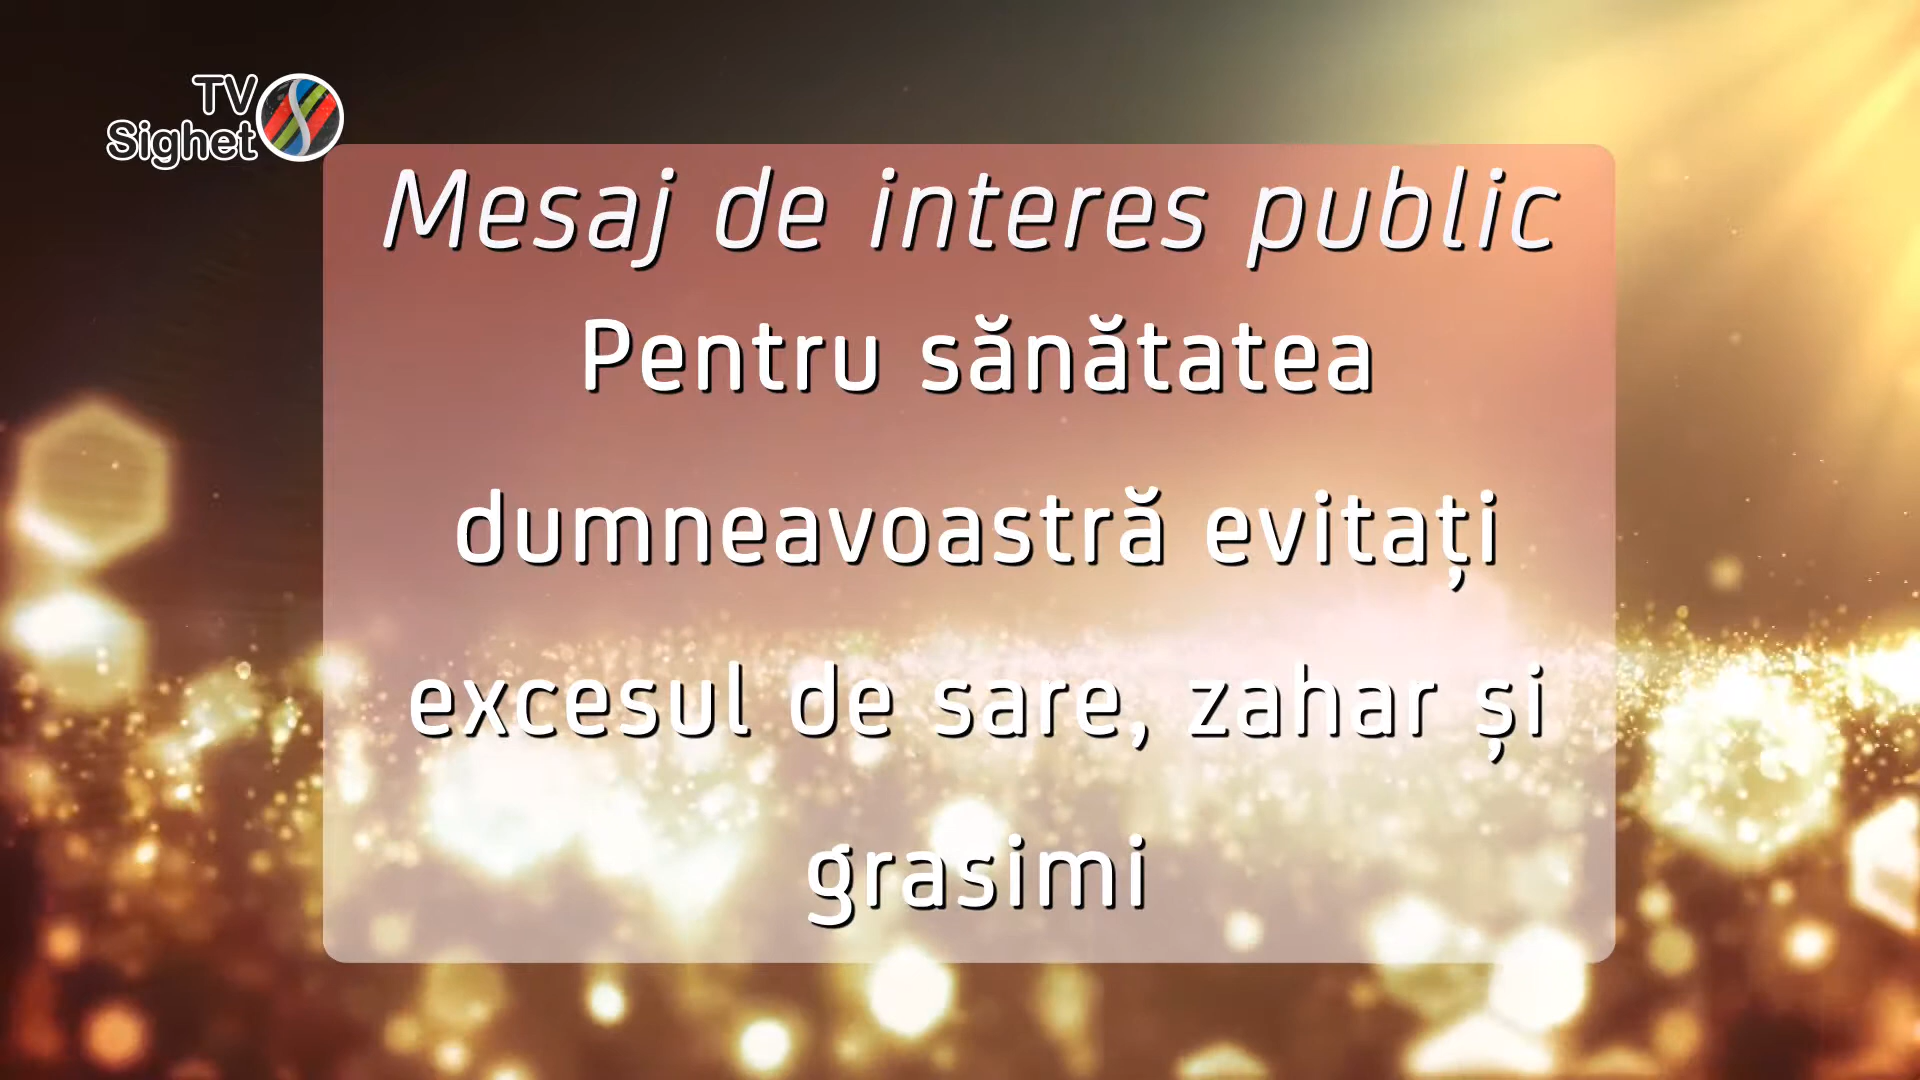 TV
Sighet
Mesaj de interes public
Pentru sănătatea
dumneavoastră evitați
excesul de sare, zahar și
grasimi